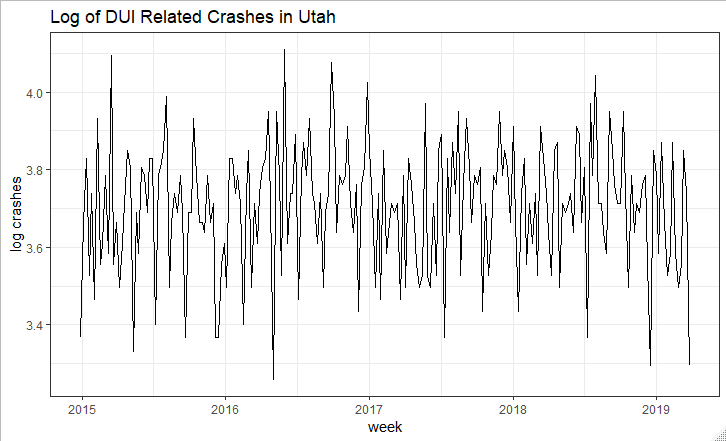 Log of DUI Related Crashes in Utah
4.0
3.8
3.6
3.4
log crashes
2015 2016 2017 2018 2019
week